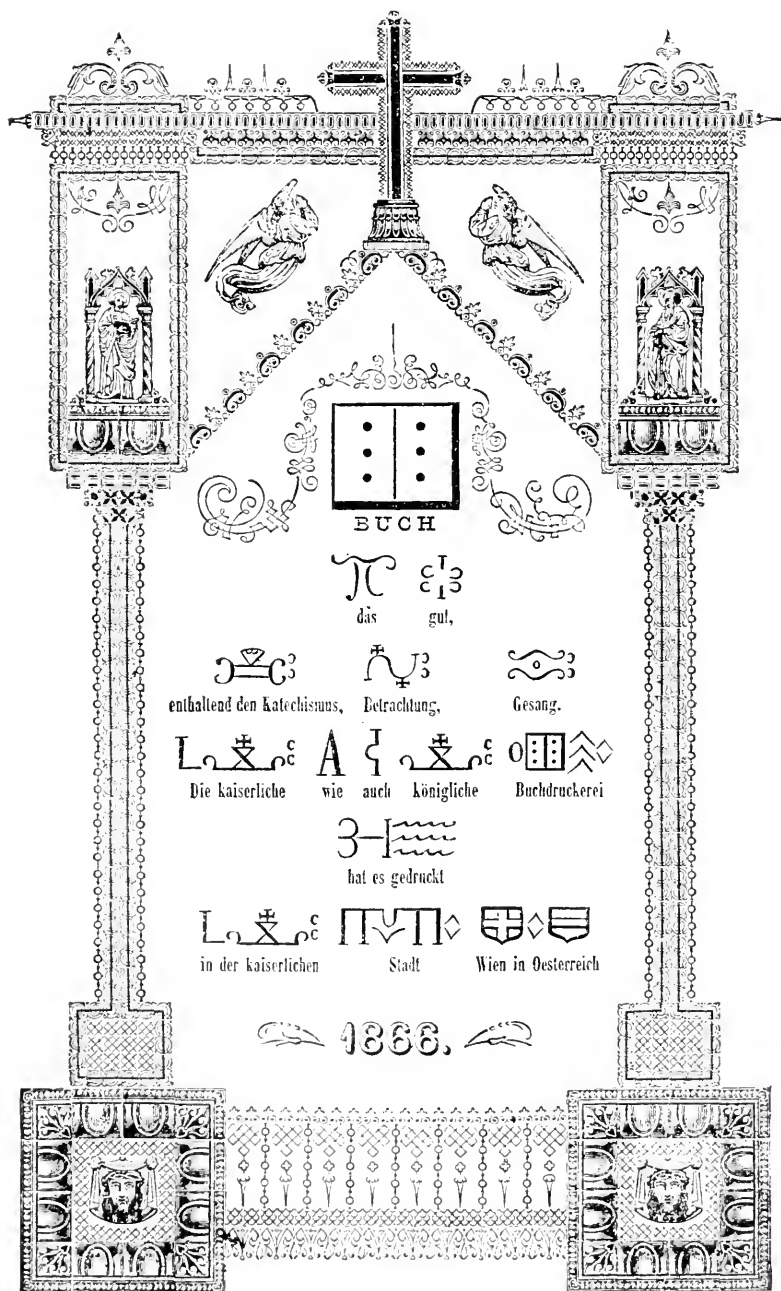 BUCH
das gut,
enthaltend den Katechismus, Betrachtung, Gesang.
Die kaiserliche wie auch königliche Buchdruckerei
hat es gedruckt
in der kaiserlichen Stadt Wien in Oesterreich
1866.